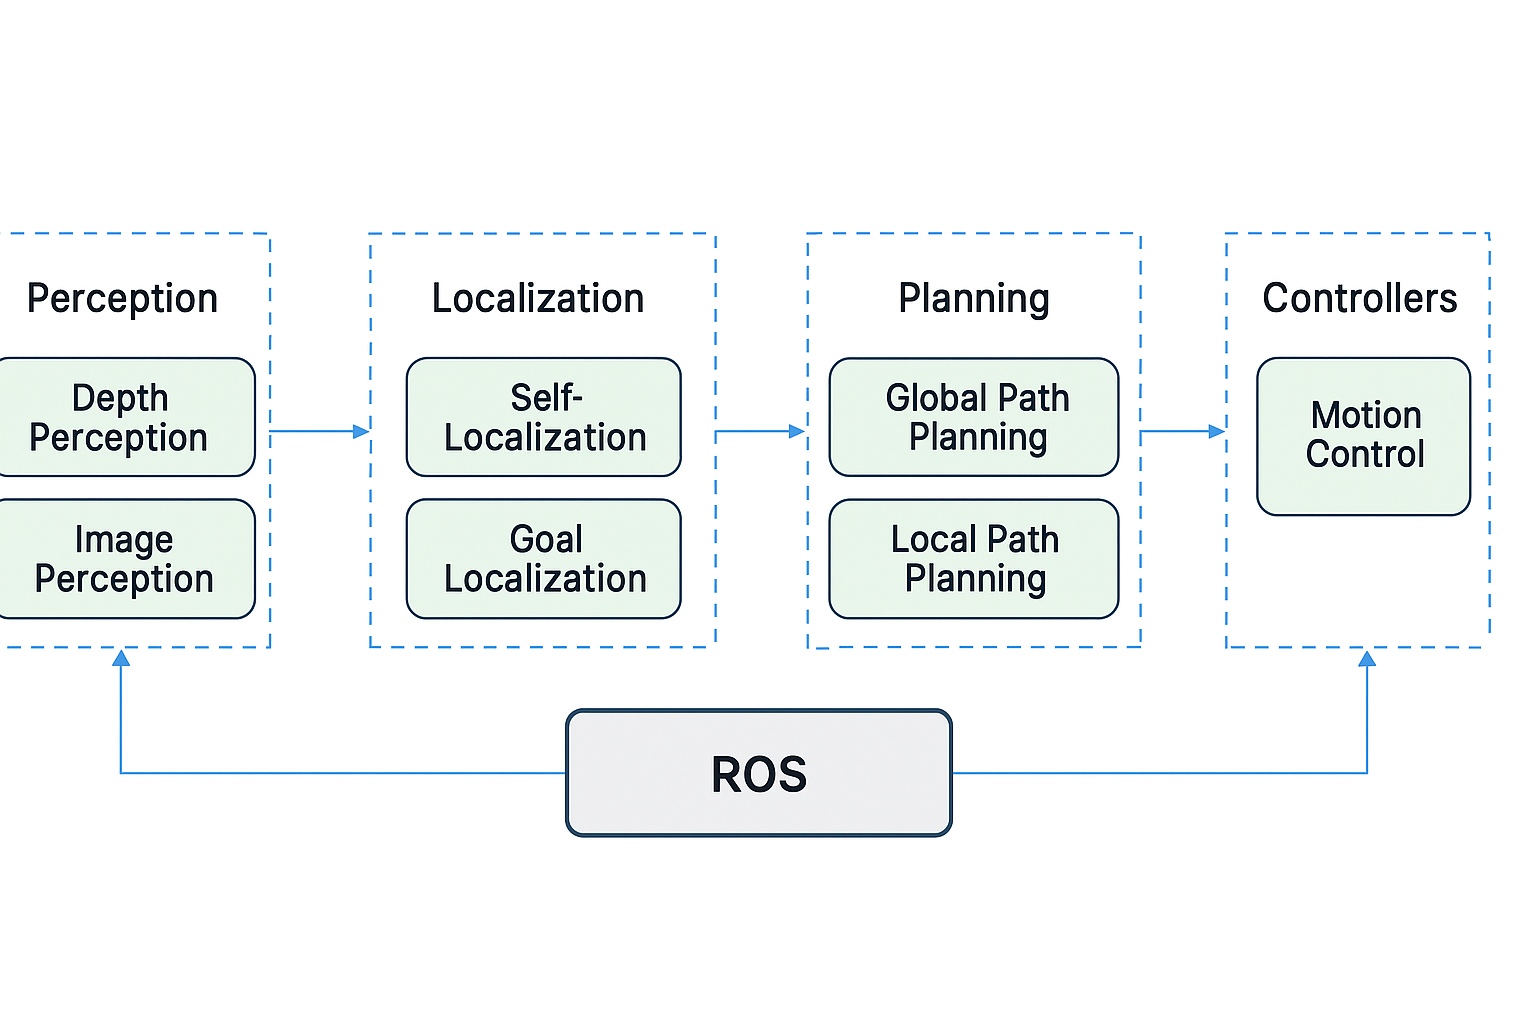 Perception
Depth
Perception
Image
Perception
Localization
Self-
Localization
Goal
Localization
Planning
Global Path
Planning
Local Path
Planning
Controllers
Motion
Control
ROS